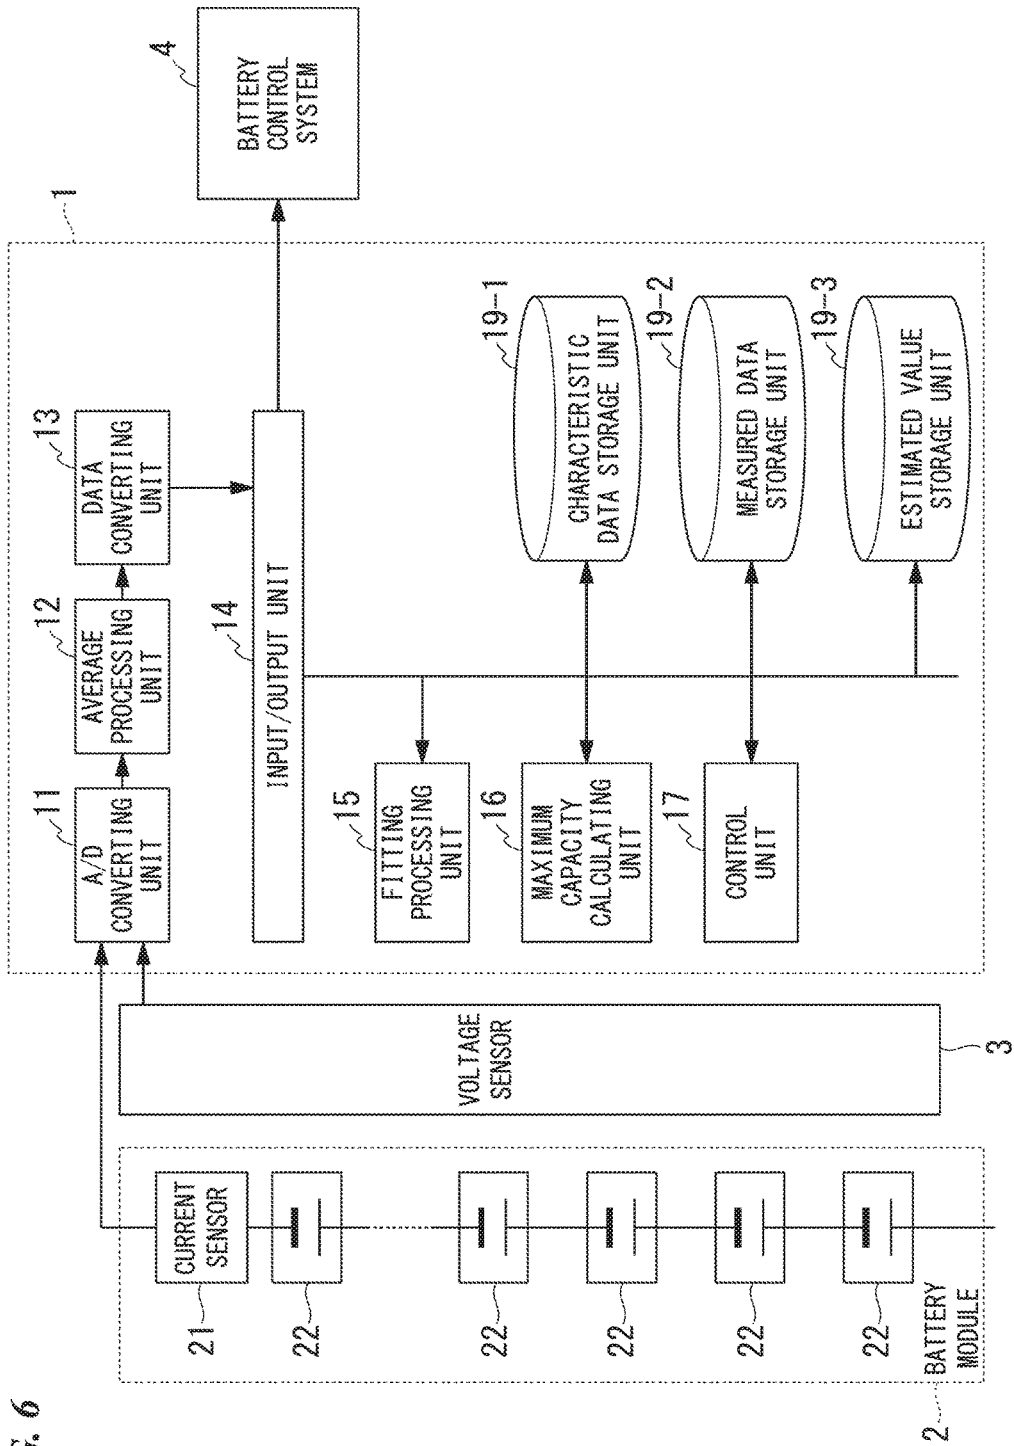 G. 6
1
4
BATTERY
CONTROL
SYSTEM
11
A/D
CONVERTING
UNIT
12
AVERAGE
PROCESSING
UNIT
13
DATA
CONVERTING
UNIT
14
INPUT/OUTPUT UNIT
15
FITTING
PROCESSING
UNIT
16
MAXIMUM
CAPACITY
CALCULATING
UNIT
17
CONTROL
UNIT
19-1
CHARACTERISTIC
DATA STORAGE UNIT
19-2
MEASURED DATA
STORAGE UNIT
19-3
ESTIMATED VALUE
STORAGE UNIT
VOLTAGE
SENSOR
3
21
CURRENT
SENSOR
22
22
22
22
22
BATTERY
MODULE
2